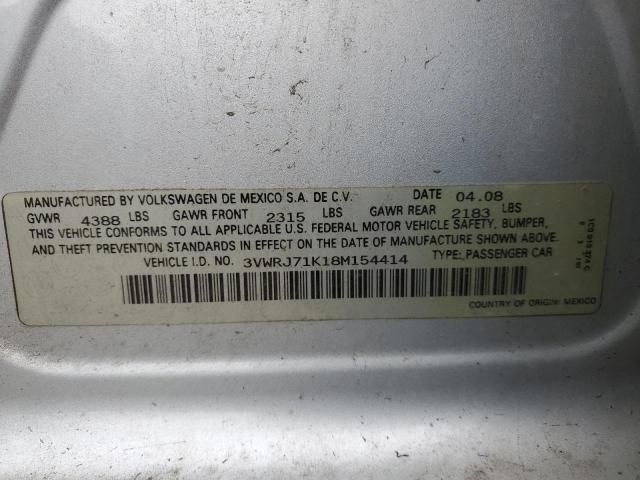 MANUFACTURED BY VOLKSWAGEN DE MEXICO S.A. DE C.V. DATE 04.08
GVWR 4388 LBS GAWR FRONT 2315 LBS GAWR REAR 2183 LBS
THIS VEHICLE CONFORMS TO ALL APPLICABLE U.S. FEDERAL MOTOR VEHICLE SAFETY, BUMPER,
AND THEFT PREVENTION STANDARDS IN EFFECT ON THE DATE OF MANUFACTURE SHOWN ABOVE.
VEHICLE I.D. NO. 3VWRJ71K18M154414 TYPE: PASSENGER CAR
COUNTRY OF ORIGIN: MEXICO